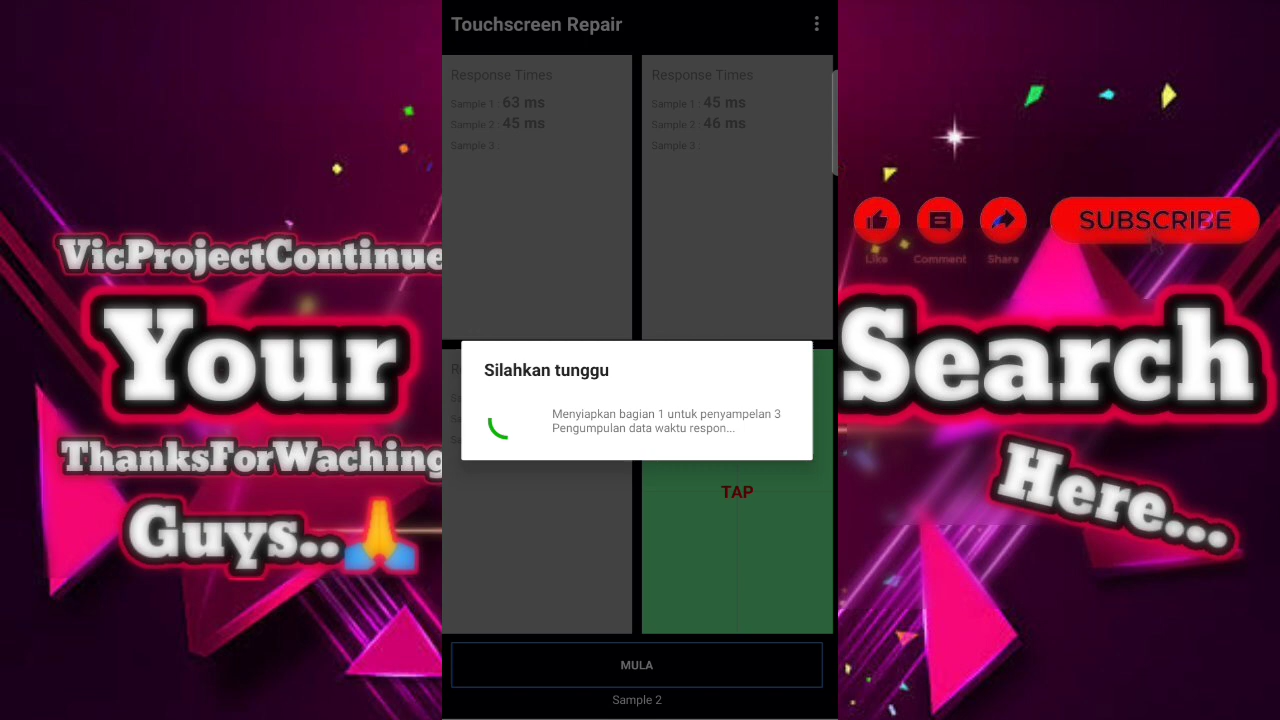 VicProjectContinue
Your
ThanksForWaching
Guys..🙏
Touchscreen Repair
Response Times
Sample 1 : 63 ms
Sample 2 : 45 ms
Sample 3 :
Response Times
Sample 1 : 45 ms
Sample 2 : 46 ms
Sample 3 :
Silahkan tunggu
Menyiapkan bagian 1 untuk penyampelan 3
Pengumpulan data waktu respon...
TAP
MULA
Sample 2
SUBSCRIBE
Like
Comment
Share
Search
Here...